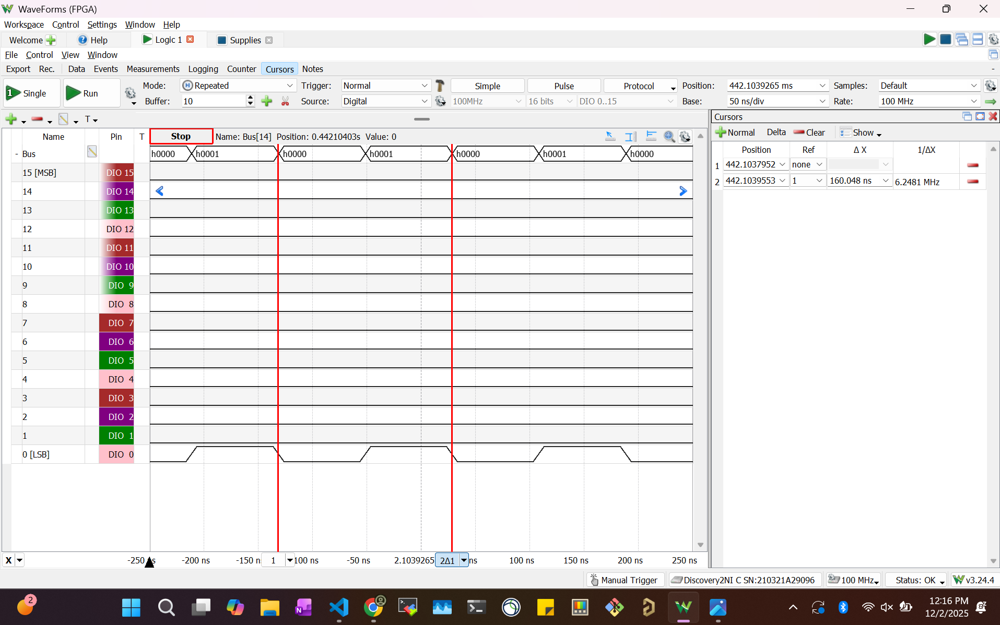 WaveForms (FPGA)
Workspace Control Settings Window Help
Welcome Help Logic 1 Supplies
File Control View Window
Export Rec. Data Events Measurements Logging Counter Cursors Notes -
1 Single Run Mode: Repeated Trigger: Normal Simple Pulse Protocol Position: 442.1039265 ms Samples: Default
Buffer: 10 Source: Digital 100MHz 16 bits DIO 0..15 Base: 50 ns/div Rate: 100 MHz
T
Cursors
Normal Delta Clear Show
Name Pin T Stop Name: Bus[14] Position: 0.44210403s Value: 0
Position Ref Δ X 1/ΔX
1 442.1037952 none
2 442.1039553 1 160.048 ns 6.2481 MHz
- Bus h0000 h0001 h0000 h0001 h0000 h0001 h0000
15 [MSB] DIO 15
14 DIO 14
13 DIO 13
12 DIO 12
11 DIO 11
10 DIO 10
9 DIO 9
8 DIO 8
7 DIO 7
6 DIO 6
5 DIO 5
4 DIO 4
3 DIO 3
2 DIO 2
1 DIO 1
0 [LSB] DIO 0
X -250 s -200 ns -150 n 1 100 ns -50 ns 2.1039265 2Δ1 ns 100 ns 150 ns 200 ns 250 ns
Manual Trigger Discovery2NI C SN:210321A29096 100 MHz Status: OK v3.24.4
2
12:16 PM
12/2/2025